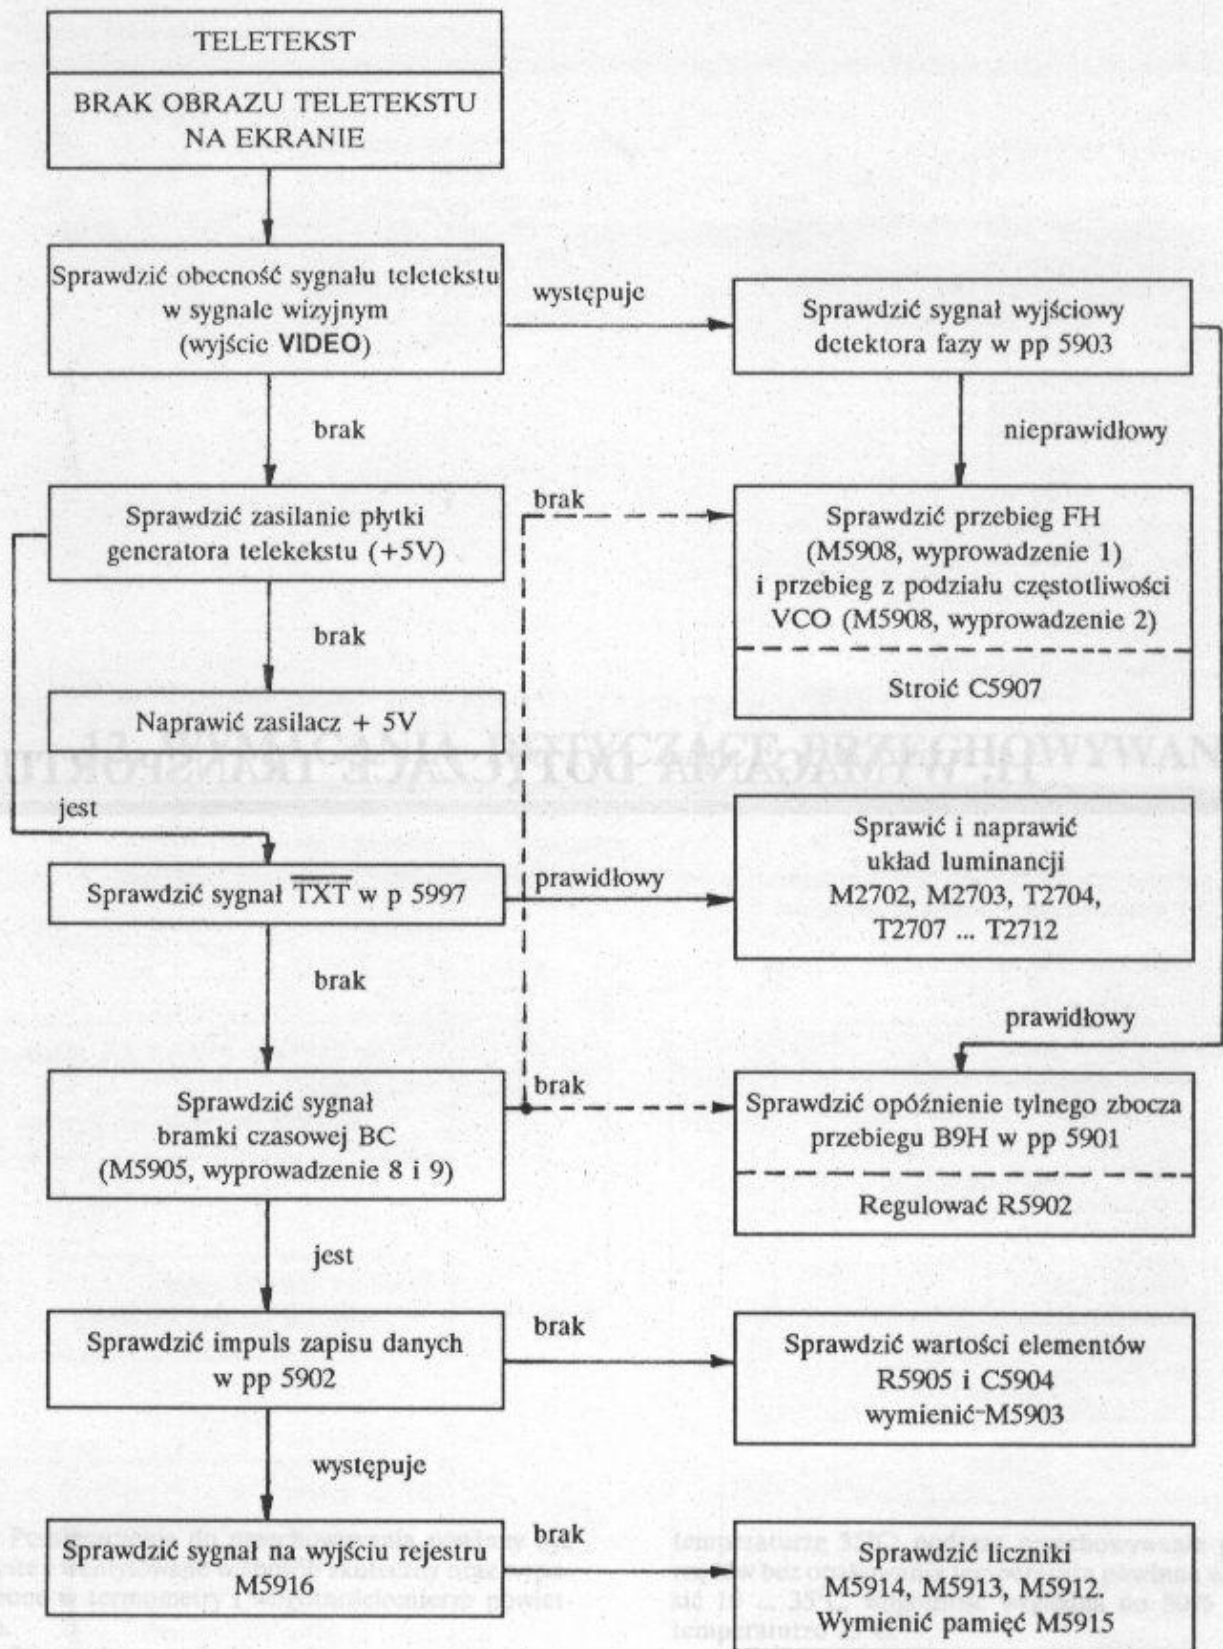 TELETEKST
BRAK OBRAZU TELETEKSTU
NA EKRANIE
Sprawdzić obecność sygnału teletekstu
w sygnale wizyjnym
(wyjście VIDEO)
występuje
Sprawdzić sygnał wyjściowy
detektora fazy w pp 5903
brak
nieprawidłowy
Sprawdzić zasilanie płytki
generatora telekekstu (+5V)
brak
Sprawdzić przebieg FH
(M5908, wyprowadzenie 1)
i przebieg z podziału częstotliwości
VCO (M5908, wyprowadzenie 2)
Stroić C5907
brak
Naprawić zasilacz + 5V
jest
Sprawdzić sygnał T̅X̅T̅ w p 5997
prawidłowy
Sprawić i naprawić
układ luminancji
M2702, M2703, T2704,
T2707 ... T2712
brak
prawidłowy
Sprawdzić sygnał
bramki czasowej BC
(M5905, wyprowadzenie 8 i 9)
brak
Sprawdzić opóźnienie tylnego zbocza
przebiegu B9H w pp 5901
Regulować R5902
jest
Sprawdzić impuls zapisu danych
w pp 5902
brak
Sprawdzić wartości elementów
R5905 i C5904
wymienić-M5903
występuje
Sprawdzić sygnał na wyjściu rejestru
M5916
brak
Sprawdzić liczniki
M5914, M5913, M5912.
Wymienić pamięć M5915